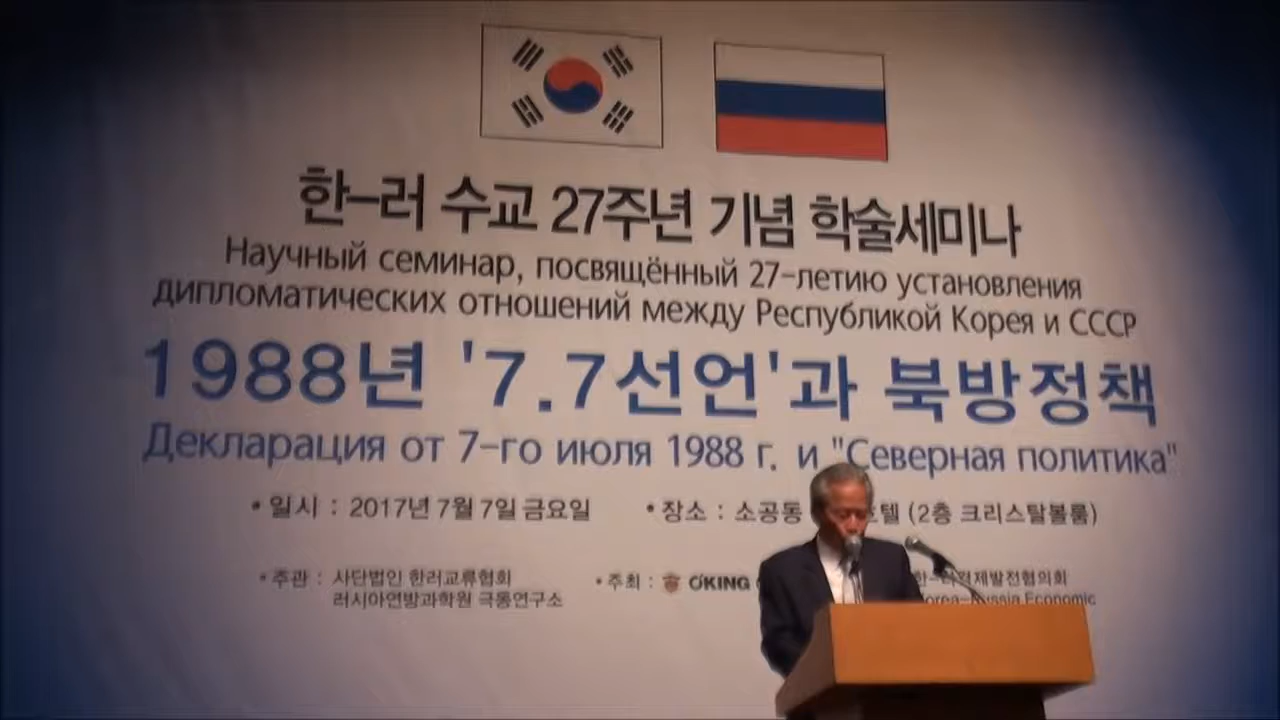 한-러 수교 27주년 기념 학술세미나
Научный семинар, посвящённый 27-летию установления
дипломатических отношений между Республикой Корея и СССР
1988년 '7.7선언'과 북방정책
Декларация от 7-го июля 1988 г. и "Северная политика"
• 일시 : 2017년 7월 7일 금요일 • 장소 : 소공동 텔 (2층 크리스탈볼룸)
• 주관 : 사단법인 한러교류협회 • 주최 : O'KING 한-러경제발전협의회
러시아연방과학원 극동연구소 Korea-Russia Economic